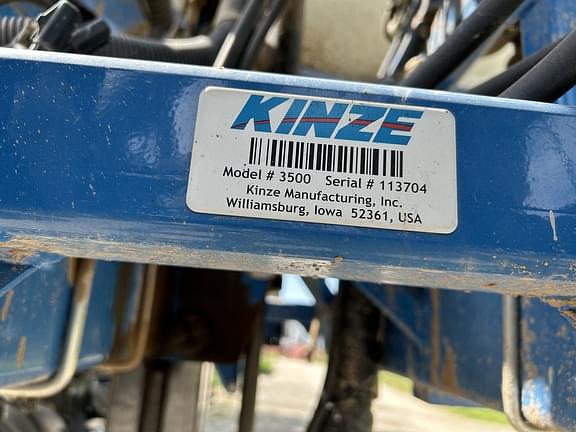 KINZE
Model # 3500 Serial # 113704
Kinze Manufacturing, Inc.
Williamsburg, Iowa 52361, USA